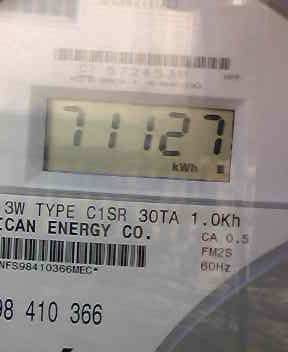 71127
kWh
3W TYPE C1SR 30TA 1.0Kh
ICAN ENERGY CO.
CA 0.5
FM2S
60Hz
NFS98410366MEC*
98 410 366